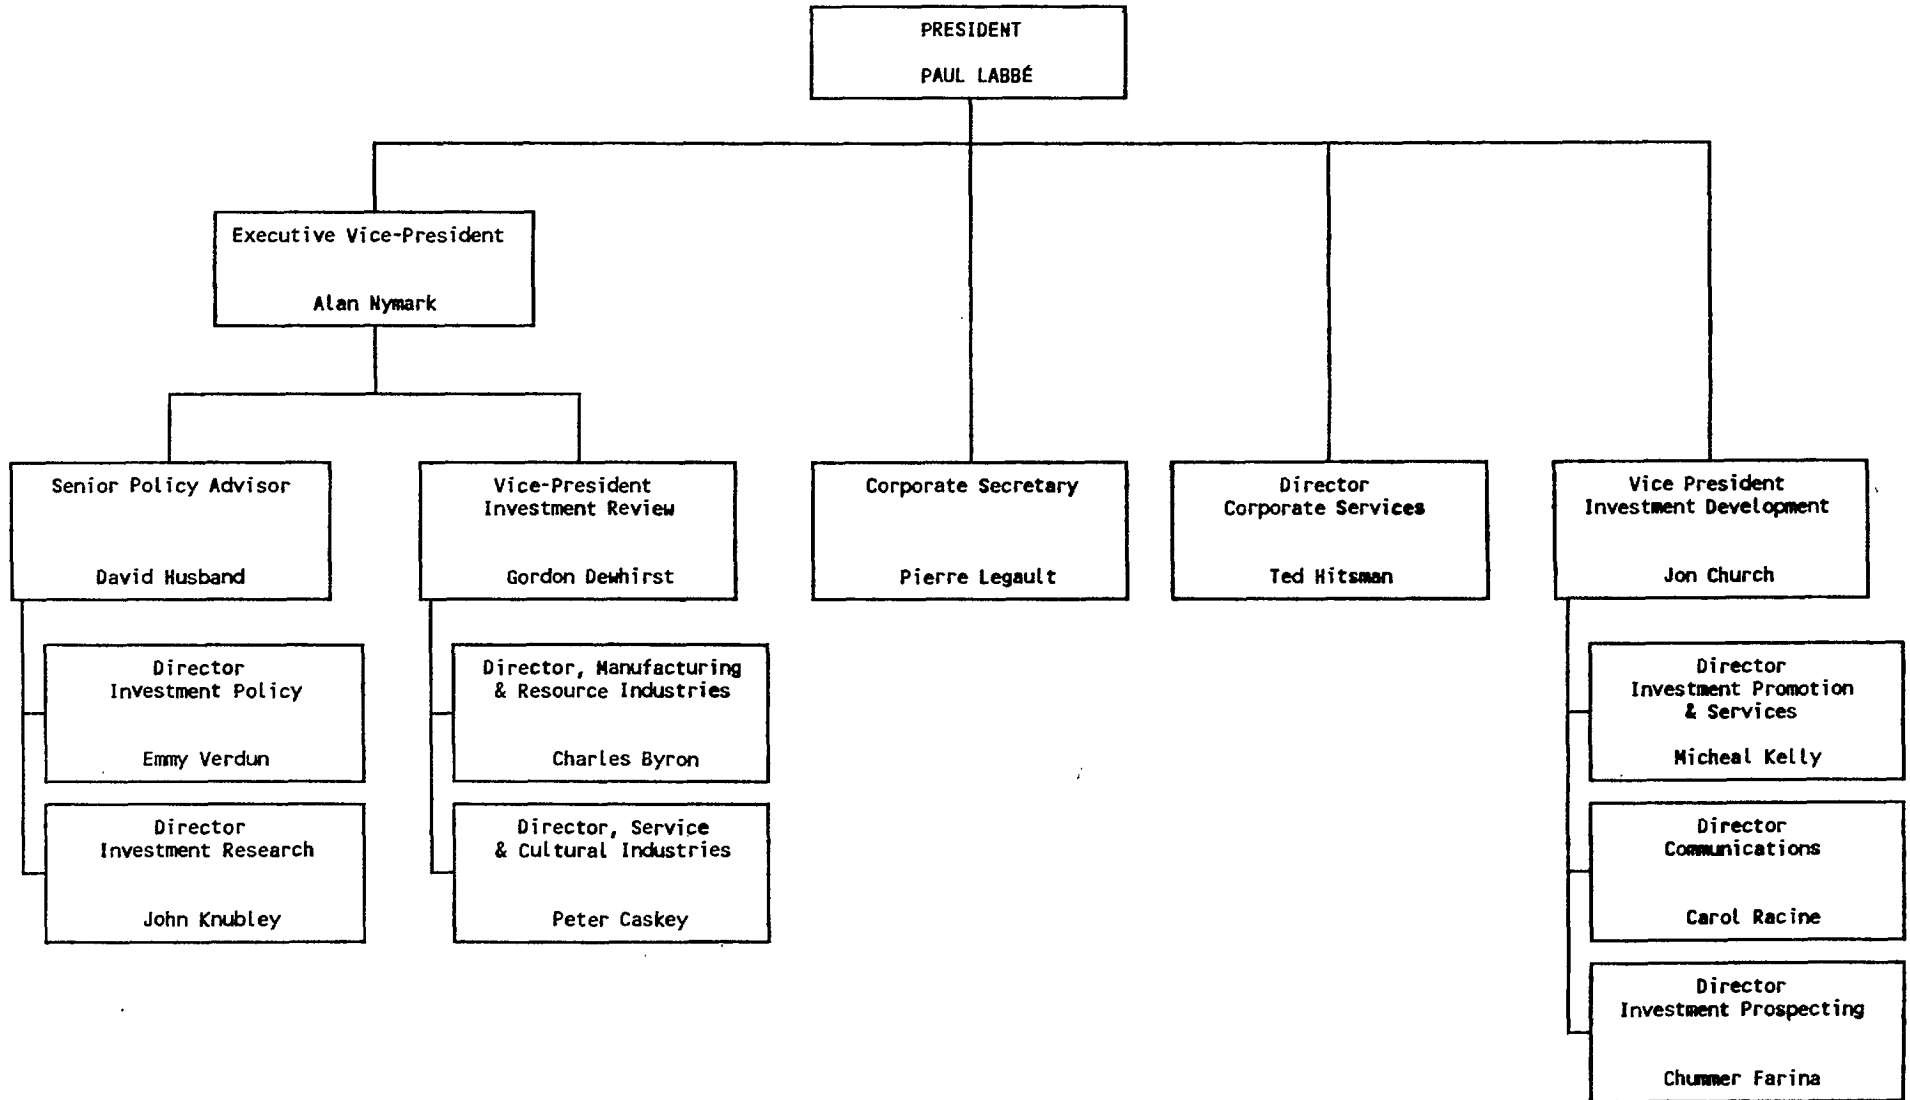 PRESIDENT
PAUL LABBÉ
Executive Vice-President
Alan Nymark
Senior Policy Advisor
David Husband
Vice-President
Investment Review
Gordon Dewhirst
Corporate Secretary
Pierre Legault
Director
Corporate Services
Ted Hitsman
Vice President
Investment Development
Jon Church
Director
Investment Policy
Emmy Verdun
Director
Investment Research
John Knubley
Director, Manufacturing
& Resource Industries
Charles Byron
Director, Service
& Cultural Industries
Peter Caskey
Director
Investment Promotion
& Services
Micheal Kelly
Director
Communications
Carol Racine
Director
Investment Prospecting
Chummer Farina